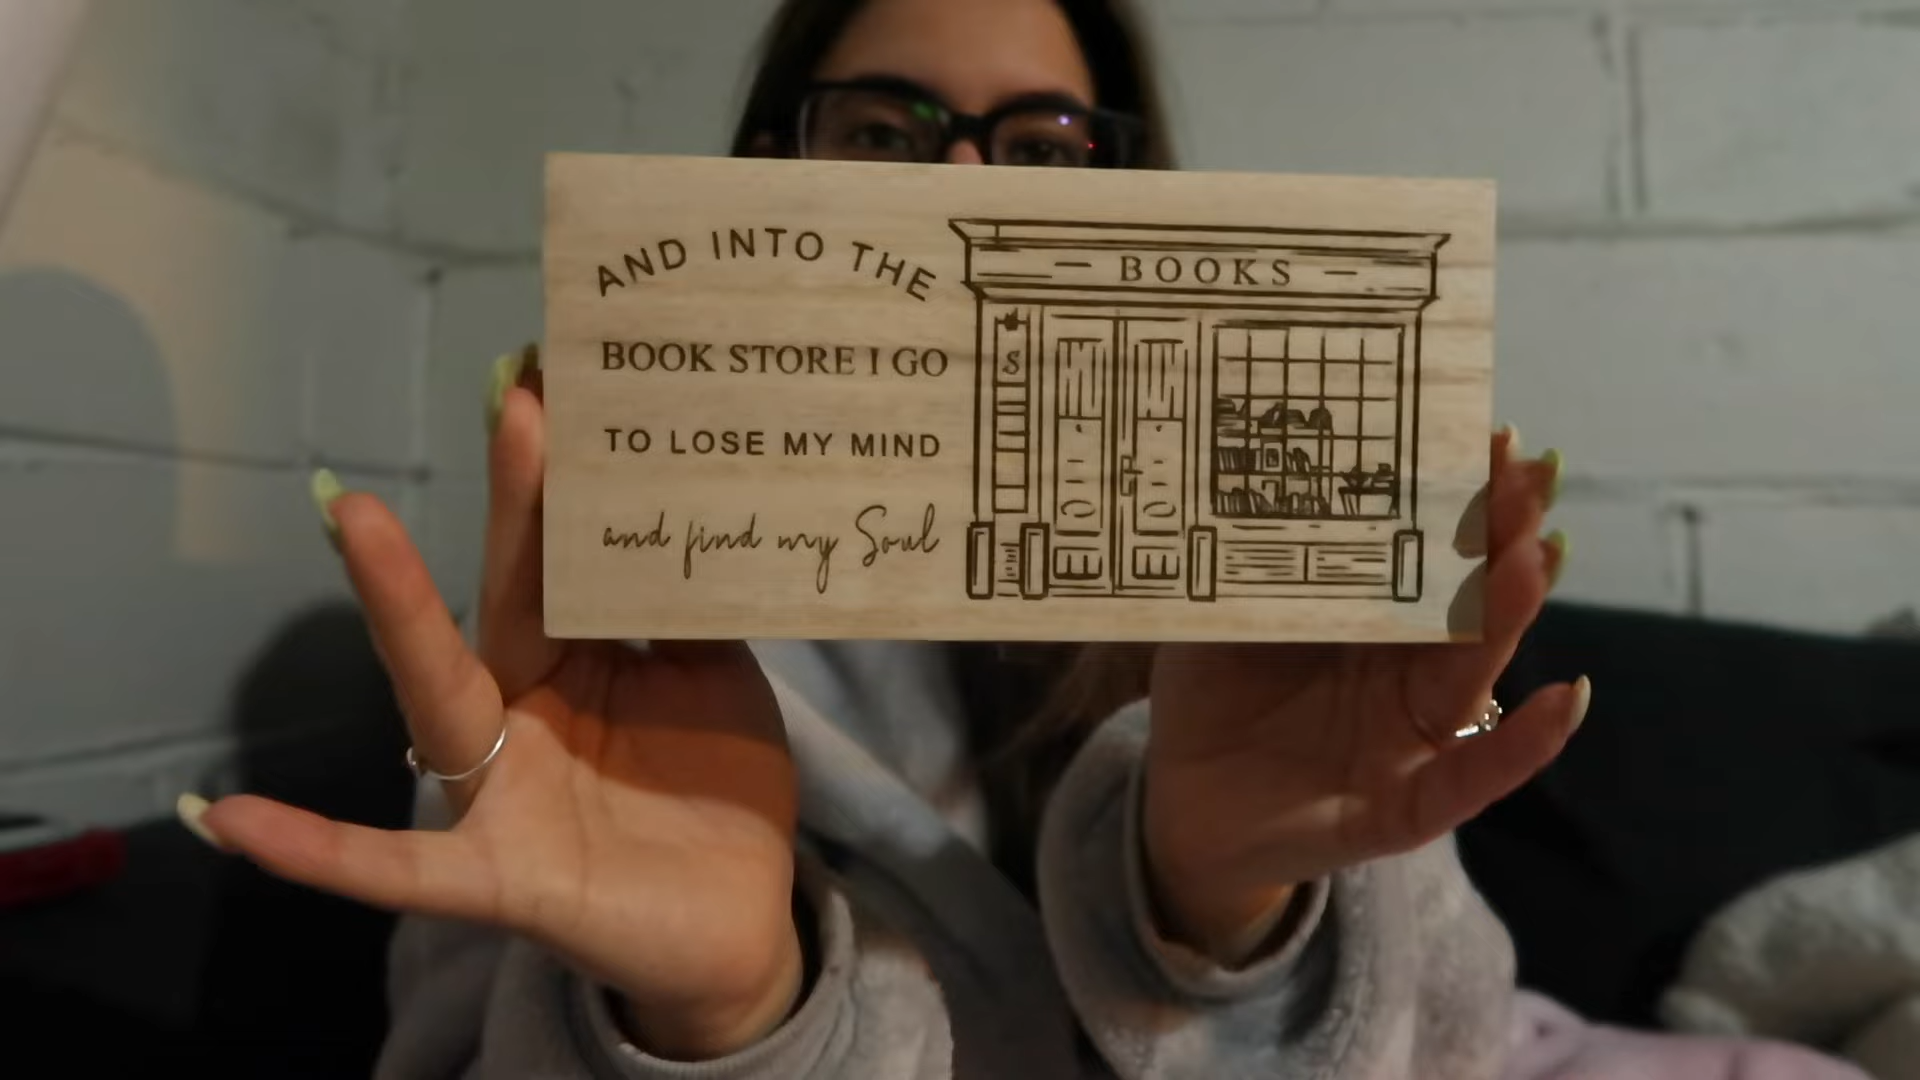 AND INTO THE
BOOK STORE I GO
TO LOSE MY MIND
and find my Soul
— BOOKS —
S